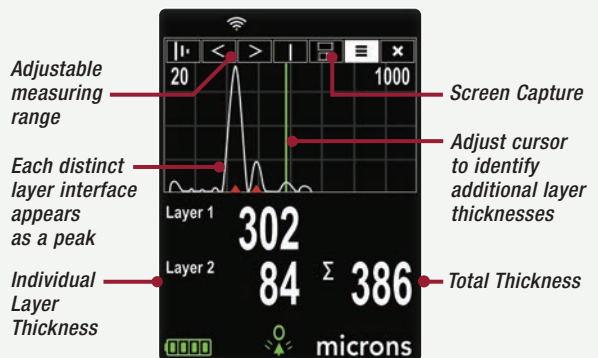 Adjustable
measuring
range
Each distinct
layer interface
appears
as a peak
Individual
Layer
Thickness
< >
20 1000
Layer 1 302
Layer 2 84 Σ 386
microns
Screen Capture
Adjust cursor
to identify
additional layer
thicknesses
Total Thickness